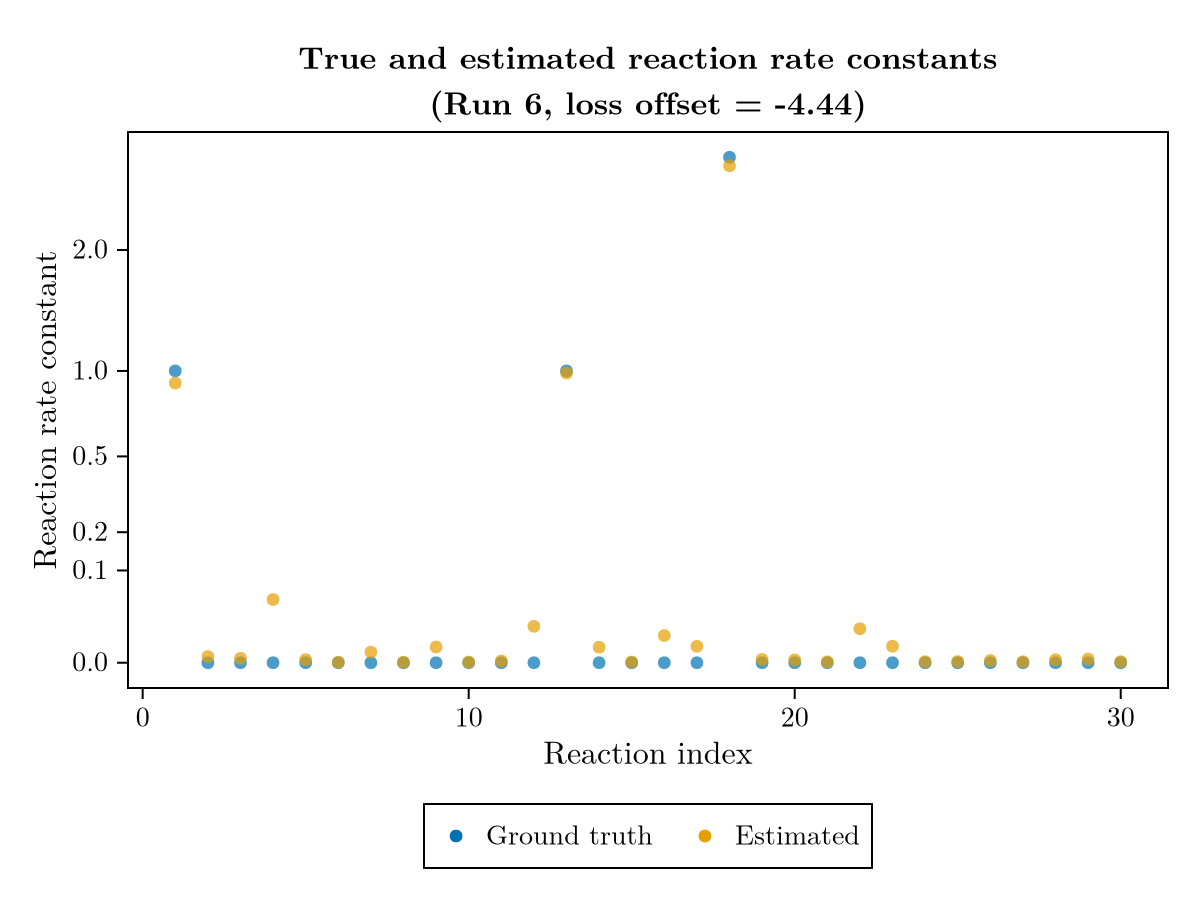 True and estimated reaction rate constants
(Run 6, loss offset = -4.44)
Reaction rate constant
2.0
1.0
0.5
0.2
0.1
0.0
0
10
20
30
Reaction index
Ground truth
Estimated